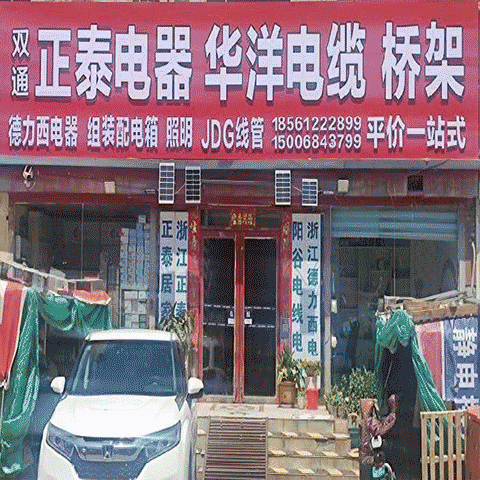 双通 正泰电器 华洋电缆 桥架
德力西电器 组装配电箱 照明 JDG线管 18561222899 平价一站式
15006843799
浙江正泰
正泰居家
浙江德力西电
阳谷电线电
静电